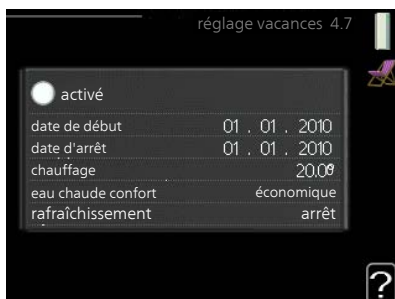 réglage vacances 4.7
activé
date de début 01 . 01 . 2010
date d'arrêt 01 . 01 . 2010
chauffage 20.0°
eau chaude confort économique
rafraîchissement arrêt
?